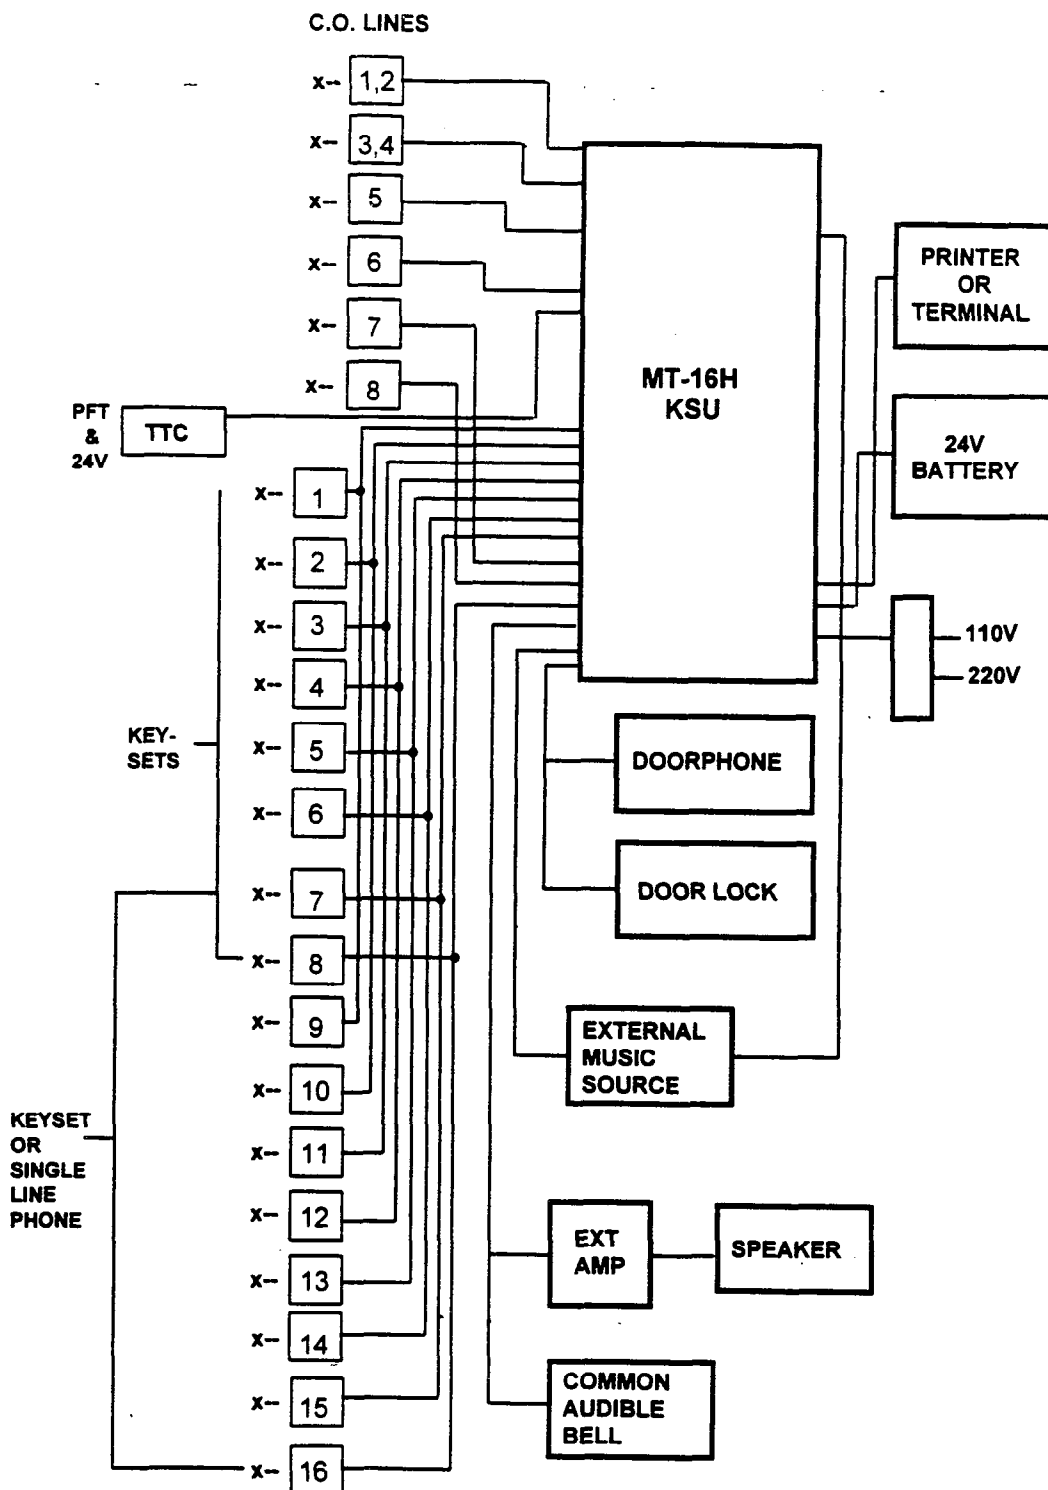 C.O. LINES
x-- 1,2
x-- 3,4
x-- 5
x-- 6
x-- 7
x-- 8
MT-16H
KSU
PRINTER
OR
TERMINAL
24V
BATTERY
110V
220V
PFT
&
24V
TTC
x-- 1
x-- 2
x-- 3
x-- 4
x-- 5
x-- 6
x-- 7
x-- 8
x-- 9
x-- 10
x-- 11
x-- 12
x-- 13
x-- 14
x-- 15
x-- 16
KEY-
SETS
KEYSET
OR
SINGLE
LINE
PHONE
DOORPHONE
DOOR LOCK
EXTERNAL
MUSIC
SOURCE
EXT
AMP
SPEAKER
COMMON
AUDIBLE
BELL